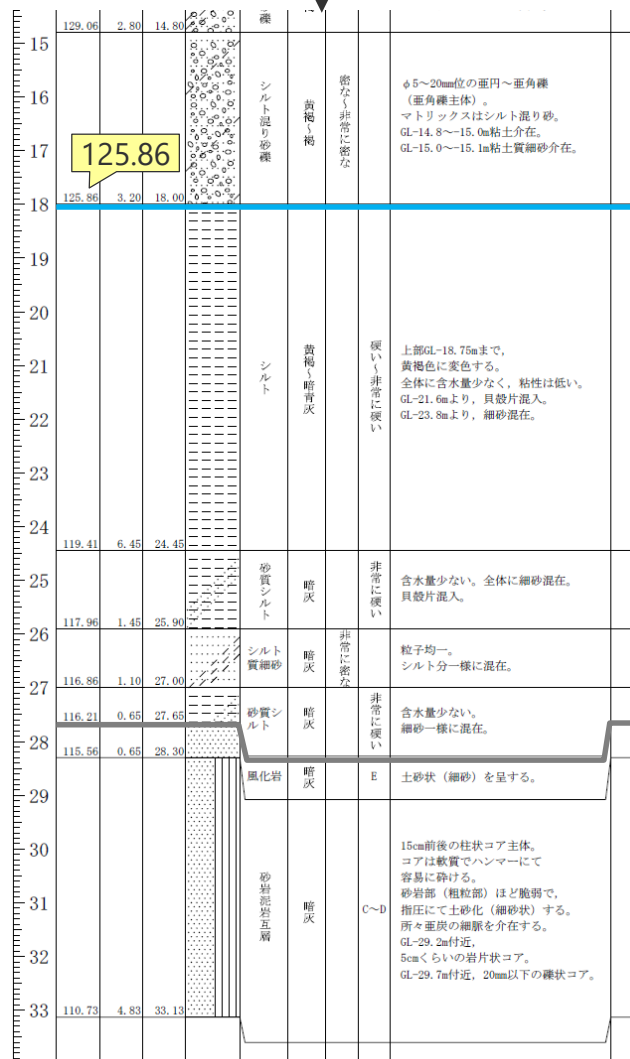 129.06 2.80 14.80 礫
15
シルト混り砂礫
黄褐～褐
密な～非常に密な
φ5～20mm位の亜円～亜角礫
（亜角礫主体）。
マトリックスはシルト混り砂。
GL-14.8～-15.0m粘土介在。
GL-15.0～-15.1m粘土質細砂介在。
16
17
125.86
125.86 3.20 18.00
18
シルト
黄褐～暗青灰
硬い～非常に硬い
上部GL-18.75mまで，
黄褐色に変色する。
全体に含水量少なく，粘性は低い。
GL-21.6mより，貝殻片混入。
GL-23.8mより，細砂混在。
19
20
21
22
23
24
119.41 6.45 24.45
25
砂質シルト
暗灰
非常に硬い
含水量少ない。全体に細砂混在。
貝殻片混入。
117.96 1.45 25.90
26
シルト
質細砂
暗灰
非常に密な
粒子均一。
シルト分一様に混在。
116.86 1.10 27.00
27
砂質シ
ルト
暗灰
非常に硬い
含水量少ない。
細砂一様に混在。
116.21 0.65 27.65
28
115.56 0.65 28.30
風化岩
暗灰
E
土砂状（細砂）を呈する。
29
砂岩泥岩互層
暗灰
C～D
15cm前後の柱状コア主体。
コアは軟質でハンマーにて
容易に砕ける。
砂岩部（粗粒部）ほど脆弱で，
指圧にて土砂化（細砂状）する。
所々亜炭の細脈を介在する。
GL-29.2m付近，
5cmくらいの岩片状コア。
GL-29.7m付近，20mm以下の礫状コア。
30
31
32
33
110.73 4.83 33.13